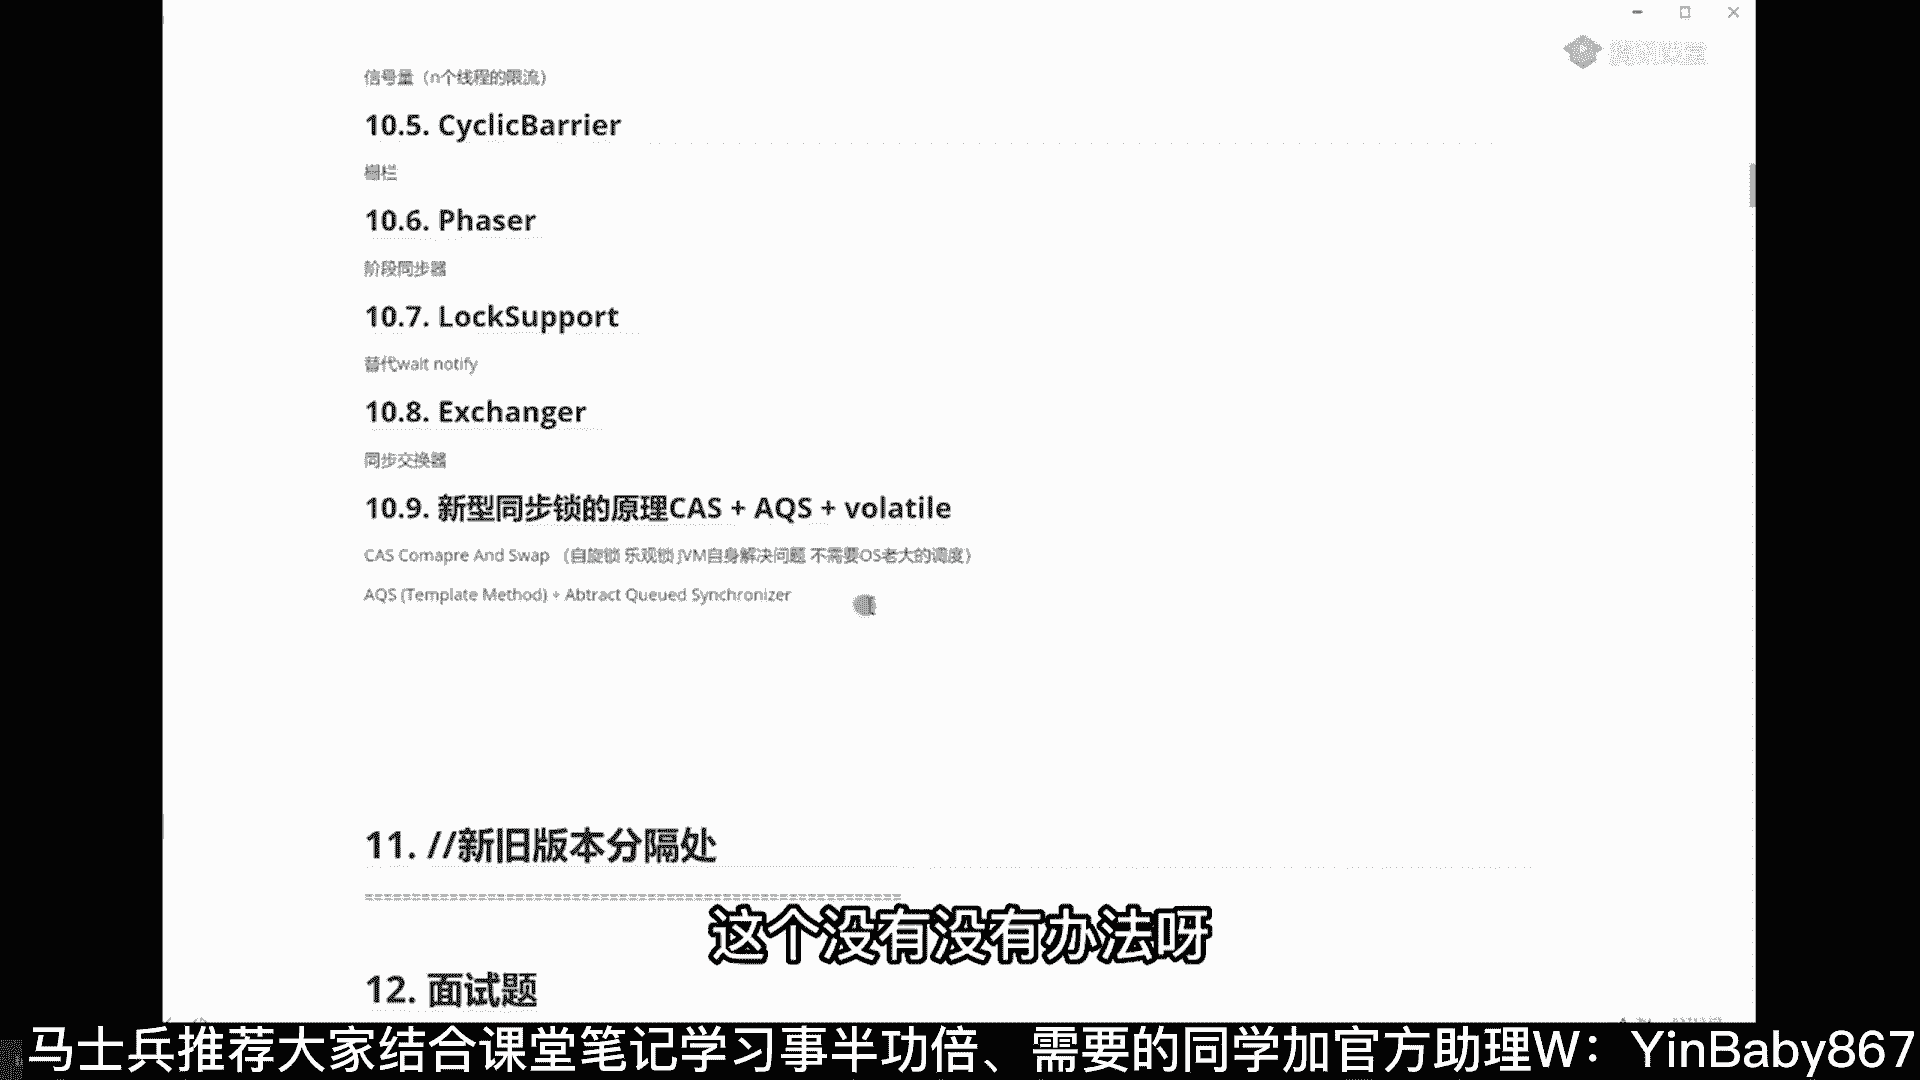 信号量（n个线程的限流）
10.5. CyclicBarrier
栅栏
10.6. Phaser
阶段同步器
10.7. LockSupport
替代wait notify
10.8. Exchanger
同步交换器
10.9. 新型同步锁的原理CAS + AQS + volatile
CAS Comapre And Swap （自旋锁 乐观锁 JVM自身解决问题 不需要OS老大的调度）
AQS (Template Method) + Abtract Queued Synchronizer
11. //新旧版本分隔处
这个没有没有办法呀
12. 面试题
马士兵推荐大家结合课堂笔记学习事半功倍、需要的同学加官方助理W：YinBaby867